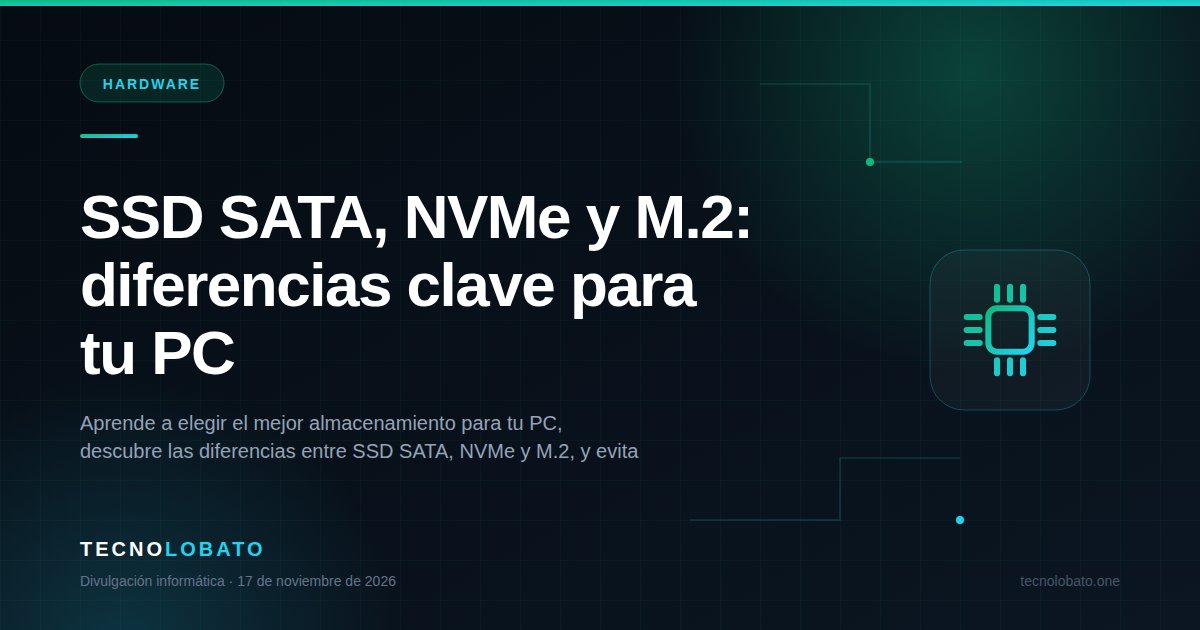 HARDWARE
SSD SATA, NVMe y M.2:
diferencias clave para
tu PC
Aprende a elegir el mejor almacenamiento para tu PC,
descubre las diferencias entre SSD SATA, NVMe y M.2, y evita
TECNOLOBATO
Divulgación informática · 17 de noviembre de 2026
tecnolobato.one